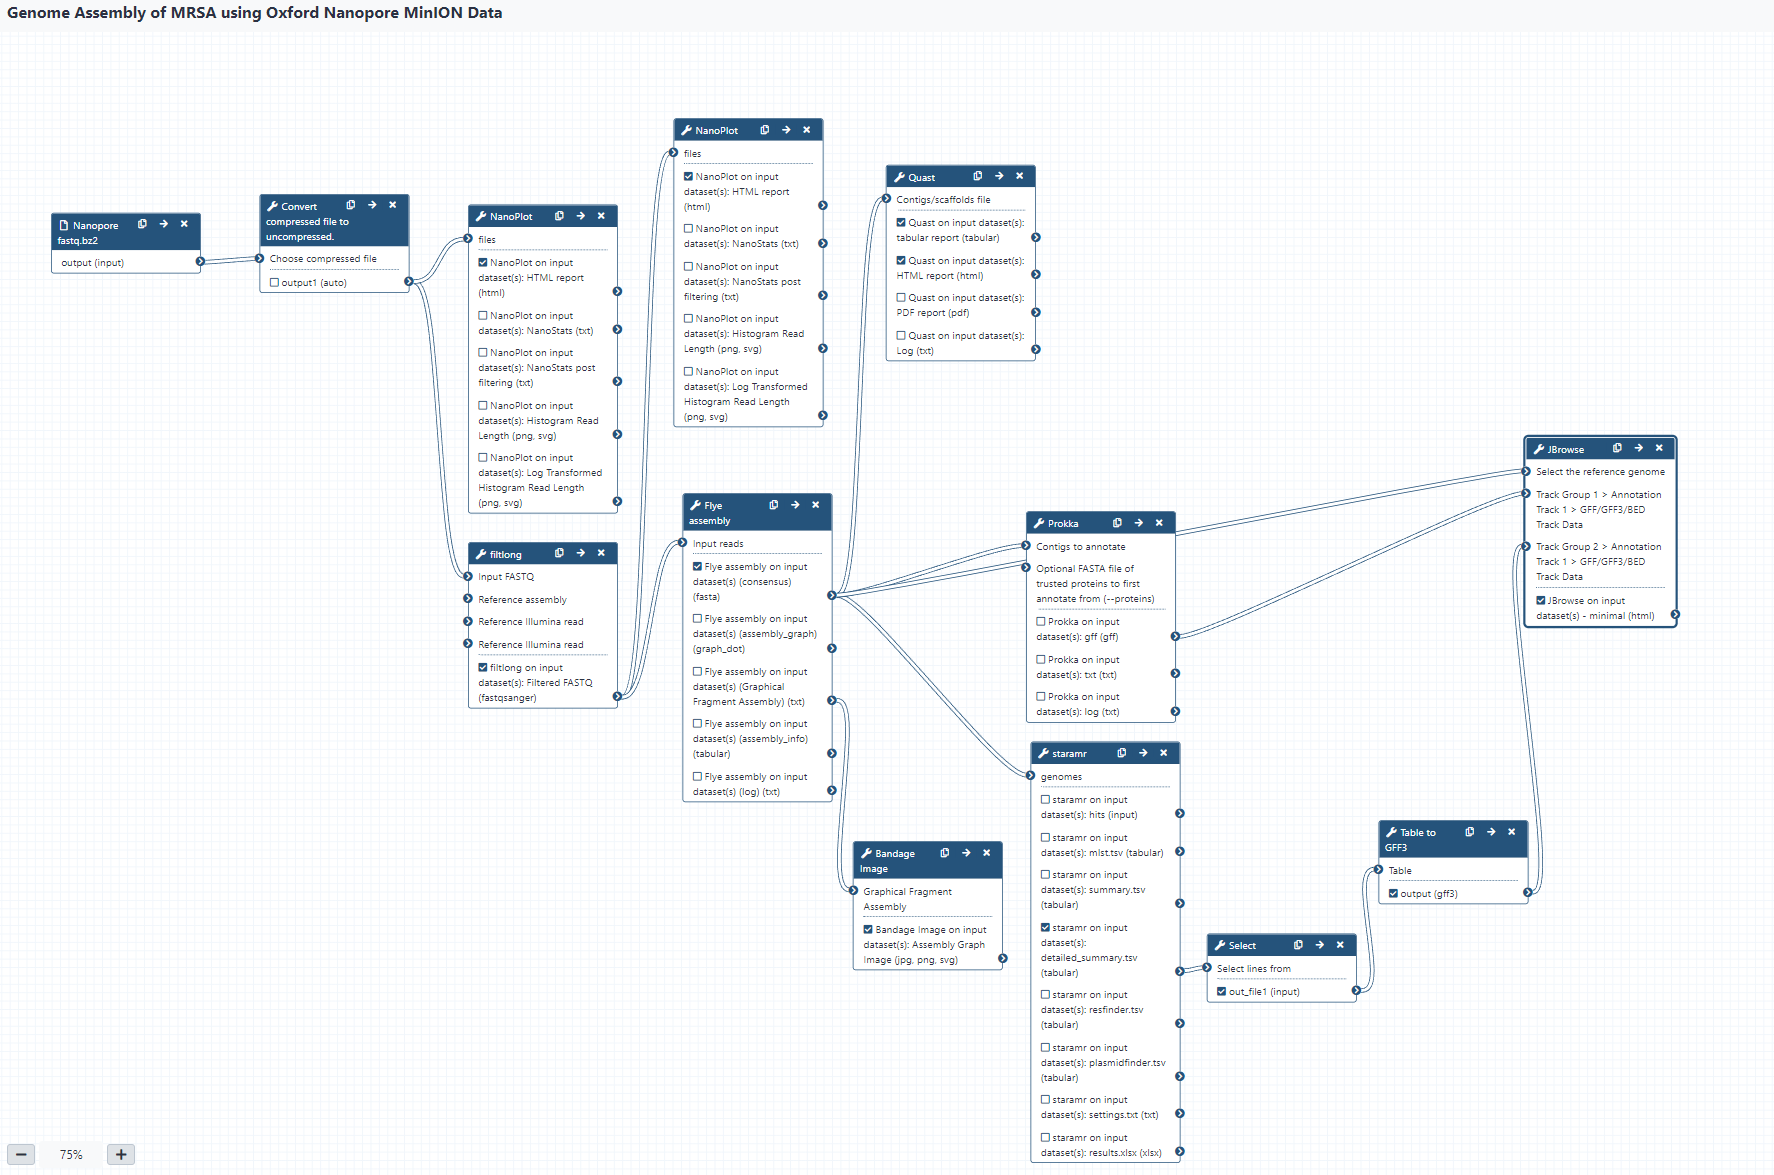 Genome Assembly of MRSA using Oxford Nanopore MinION Data
Nanopore
fastq.bz2
output (input)
Convert
compressed file to
uncompressed.
Choose compressed file
output1 (auto)
NanoPlot
files
NanoPlot on input
dataset(s): HTML report
(html)
NanoPlot on input
dataset(s): NanoStats (txt)
NanoPlot on input
dataset(s): NanoStats post
filtering (txt)
NanoPlot on input
dataset(s): Histogram Read
Length (png, svg)
NanoPlot on input
dataset(s): Log Transformed
Histogram Read Length
(png, svg)
filtlong
Input FASTQ
Reference assembly
Reference Illumina read
Reference Illumina read
filtlong on input
dataset(s): Filtered FASTQ
(fastqsanger)
NanoPlot
files
NanoPlot on input
dataset(s): HTML report
(html)
NanoPlot on input
dataset(s): NanoStats (txt)
NanoPlot on input
dataset(s): NanoStats post
filtering (txt)
NanoPlot on input
dataset(s): Histogram Read
Length (png, svg)
NanoPlot on input
dataset(s): Log Transformed
Histogram Read Length
(png, svg)
Flye
assembly
Input reads
Flye assembly on input
dataset(s) (consensus)
(fasta)
Flye assembly on input
dataset(s) (assembly_graph)
(graph_dot)
Flye assembly on input
dataset(s) (Graphical
Fragment Assembly) (txt)
Flye assembly on input
dataset(s) (assembly_info)
(tabular)
Flye assembly on input
dataset(s) (log) (txt)
Quast
Contigs/scaffolds file
Quast on input dataset(s):
tabular report (tabular)
Quast on input dataset(s):
HTML report (html)
Quast on input dataset(s):
PDF report (pdf)
Quast on input dataset(s):
Log (txt)
Bandage
Image
Graphical Fragment
Assembly
Bandage Image on input
dataset(s): Assembly Graph
Image (jpg, png, svg)
Prokka
Contigs to annotate
Optional FASTA file of
trusted proteins to first
annotate from (--proteins)
Prokka on input
dataset(s): gff (gff)
Prokka on input
dataset(s): txt (txt)
Prokka on input
dataset(s): log (txt)
staramr
genomes
staramr on input
dataset(s): hits (input)
staramr on input
dataset(s): mlst.tsv (tabular)
staramr on input
dataset(s): summary.tsv
(tabular)
staramr on input
dataset(s):
detailed_summary.tsv
(tabular)
staramr on input
dataset(s): resfinder.tsv
(tabular)
staramr on input
dataset(s): plasmidfinder.tsv
(tabular)
staramr on input
dataset(s): settings.txt (txt)
staramr on input
dataset(s): results.xlsx (xlsx)
Select
Select lines from
out_file1 (input)
Table to
GFF3
Table
output (gff3)
JBrowse
Select the reference genome
Track Group 1 > Annotation
Track 1 > GFF/GFF3/BED
Track Data
Track Group 2 > Annotation
Track 1 > GFF/GFF3/BED
Track Data
JBrowse on input
dataset(s) - minimal (html)
75%